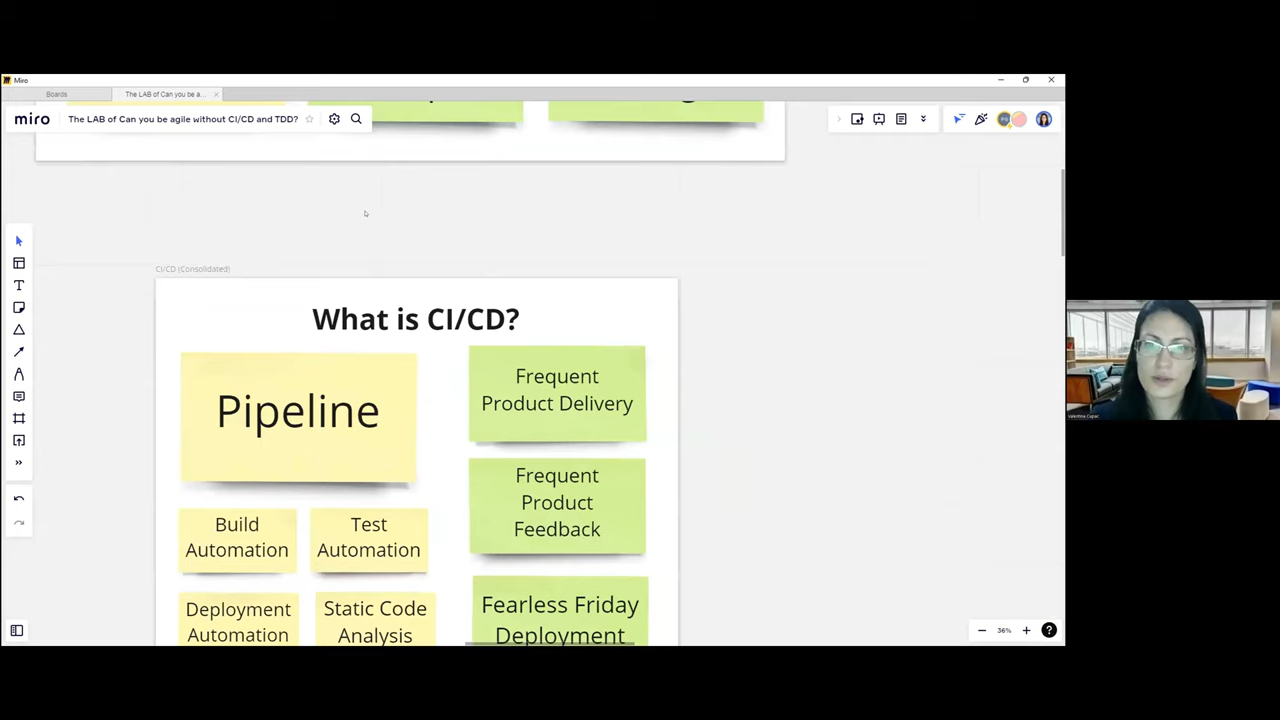 Miro
Boards
The LAB of Can you be a...
miro
The LAB of Can you be agile without CI/CD and TDD?
CI/CD (Consolidated)
What is CI/CD?
Pipeline
Frequent
Product Delivery
Frequent
Product
Feedback
Build
Automation
Test
Automation
Fearless Friday
Deployment
Deployment
Automation
Static Code
Analysis
36%
Valentina Cupac